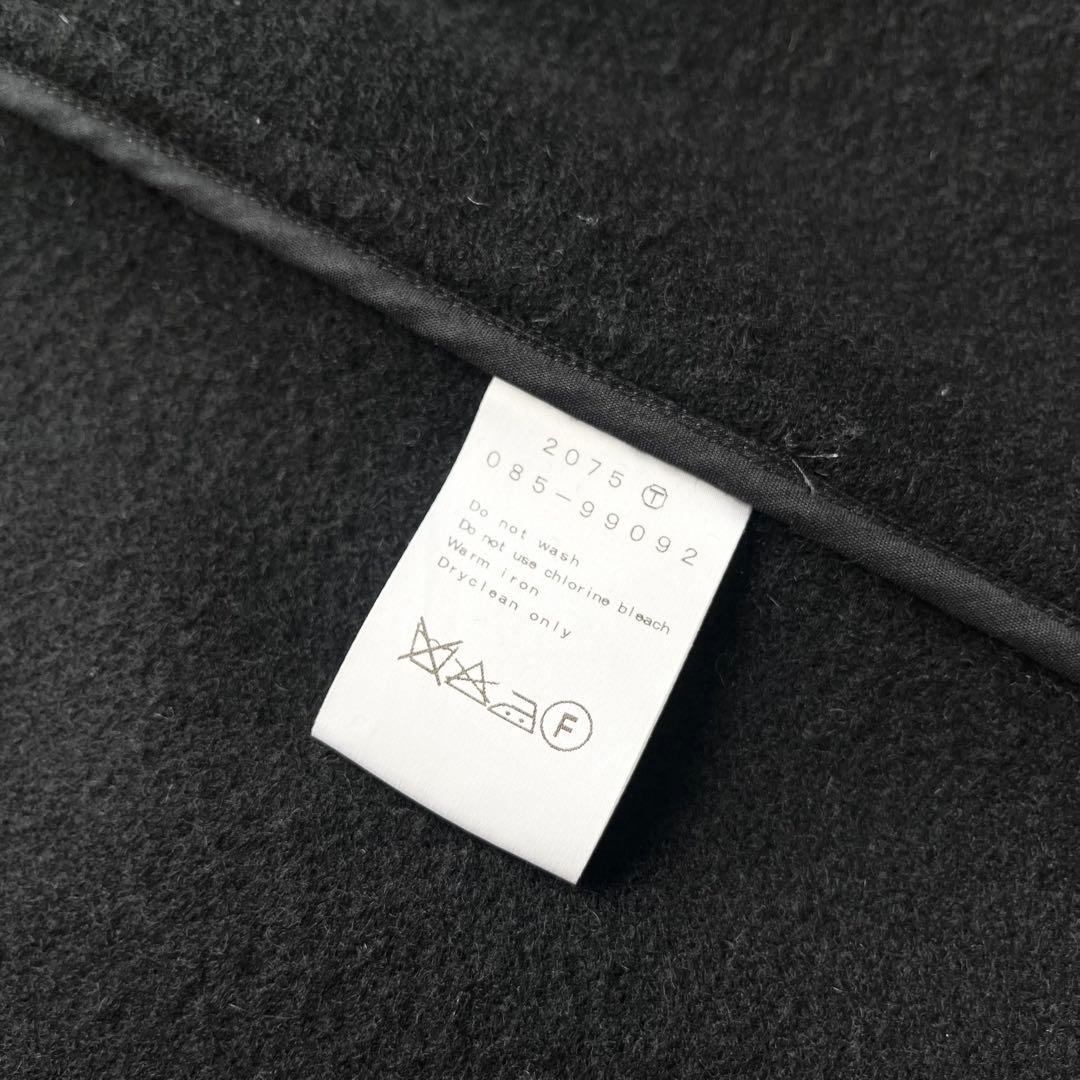 2075 Ⓣ
085-99092
Do not wash
Do not use chlorine bleach
Warm iron
Dryclean only
F